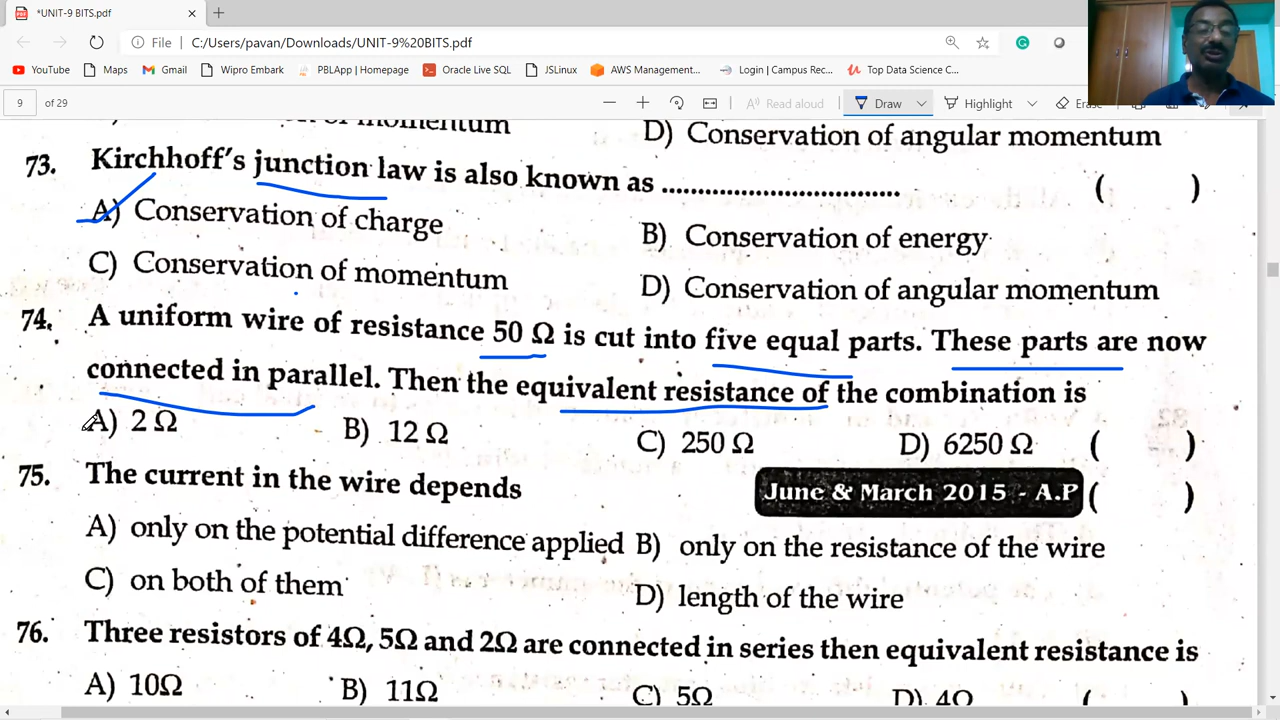 *UNIT-9 BITS.pdf
File C:/Users/pavan/Downloads/UNIT-9%20BITS.pdf
YouTube Maps Gmail Wipro Embark PBLApp | Homepage Oracle Live SQL JSLinux AWS Management... Login | Campus Rec... Top Data Science C...
9 of 29 Read aloud Draw Highlight
momentum D) Conservation of angular momentum
73. Kirchhoff's junction law is also known as ................................. ( )
A) Conservation of charge B) Conservation of energy
C) Conservation of momentum D) Conservation of angular momentum
74. A uniform wire of resistance 50 Ω is cut into five equal parts. These parts are now
connected in parallel. Then the equivalent resistance of the combination is
A) 2 Ω B) 12 Ω C) 250 Ω D) 6250 Ω ( )
75. The current in the wire depends June & March 2015 - A.P ( )
A) only on the potential difference applied B) only on the resistance of the wire
C) on both of them D) length of the wire
76. Three resistors of 4Ω, 5Ω and 2Ω are connected in series then equivalent resistance is
A) 10Ω B) 11Ω C) 5Ω D) 4Ω ( )